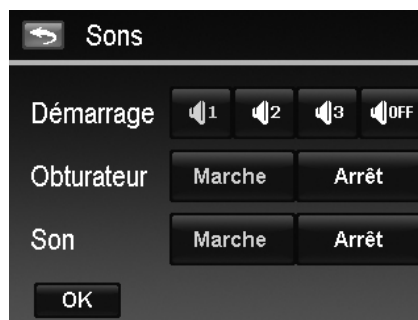 Sons
Démarrage 1 2 3 OFF
Obturateur Marche Arrêt
Son Marche Arrêt
OK